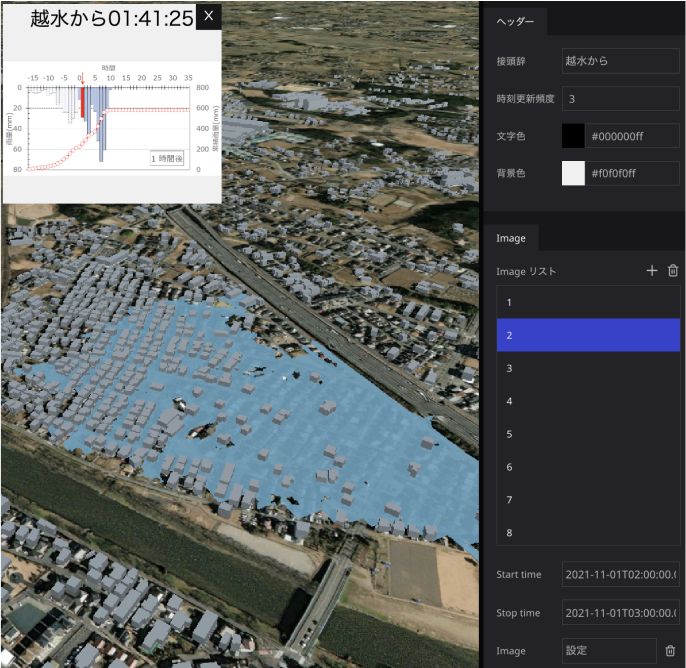 越水から01:41:25
X
時間
-15 -10 -5 0 5 10 15 20 25 30 35
0 800
20 600
40 400
60 200
80 0
雨量[mm]
累積雨量[mm]
1 時間後
ヘッダー
接頭辞 越水から
時刻更新頻度 3
文字色 #000000ff
背景色 #f0f0f0ff
Image
Image リスト
1
2
3
4
5
6
7
8
Start time 2021-11-01T02:00:00.
Stop time 2021-11-01T03:00:00.
Image 設定